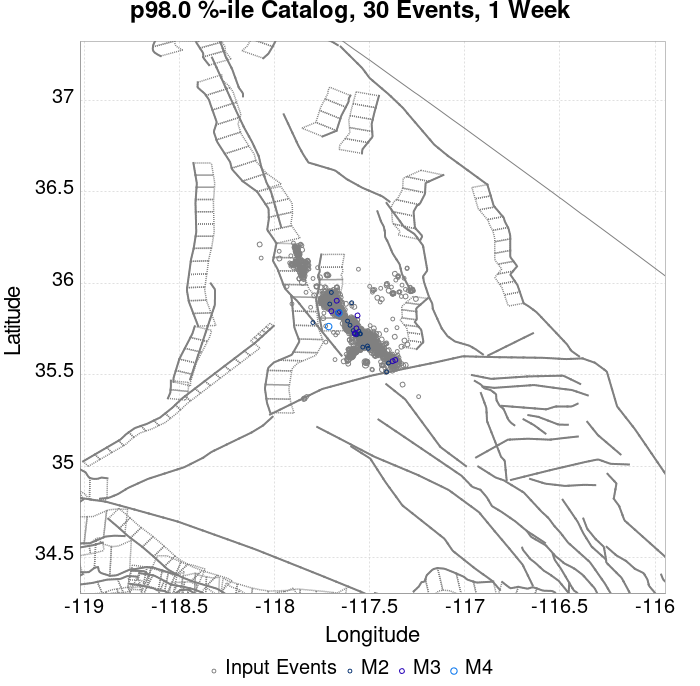 p98.0 %-ile Catalog, 30 Events, 1 Week
37
36.5
36
35.5
35
34.5
Latitude
-119
-118.5
-118
-117.5
-117
-116.5
-116
Longitude
Input Events
M2
M3
M4